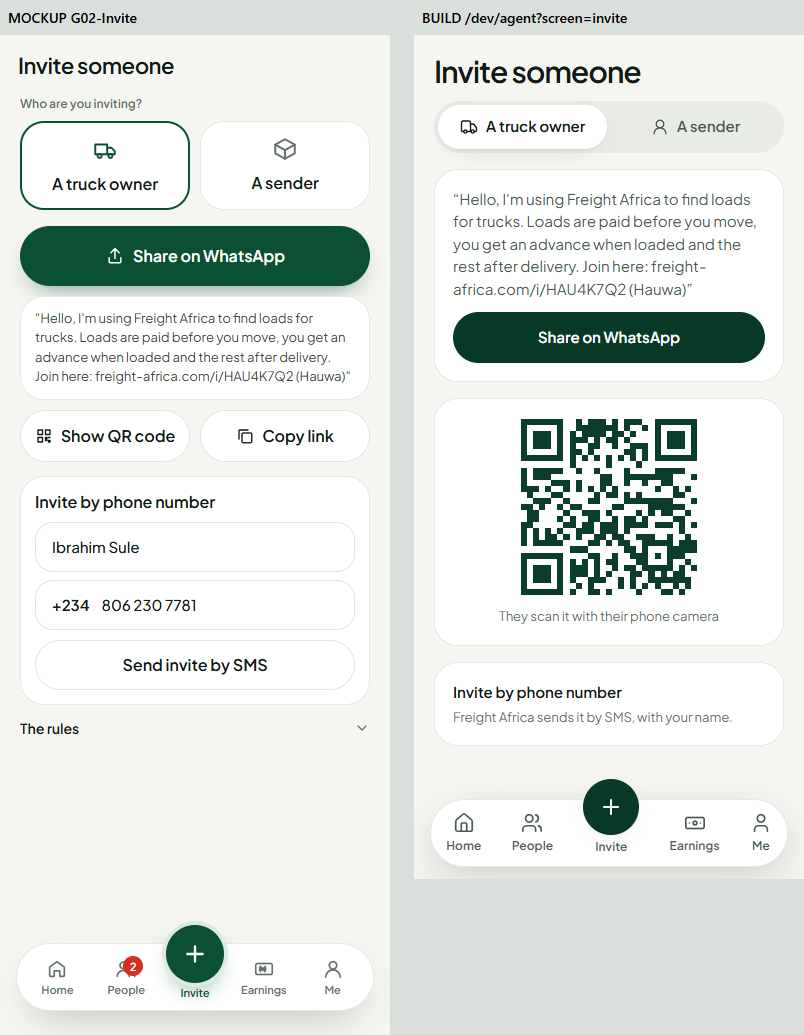 MOCKUP G02-Invite
Invite someone
Who are you inviting?
A truck owner
A sender
Share on WhatsApp
"Hello, I'm using Freight Africa to find loads for
trucks. Loads are paid before you move, you get an
advance when loaded and the rest after delivery.
Join here: freight-africa.com/i/HAU4K7Q2 (Hauwa)"
Show QR code
Copy link
Invite by phone number
Ibrahim Sule
+234 806 230 7781
Send invite by SMS
The rules
2
Home
People
Invite
Earnings
Me
BUILD /dev/agent?screen=invite
Invite someone
A truck owner
A sender
“Hello, I'm using Freight Africa to find loads
for trucks. Loads are paid before you move,
you get an advance when loaded and the
rest after delivery. Join here: freight-
africa.com/i/HAU4K7Q2 (Hauwa)”
Share on WhatsApp
They scan it with their phone camera
Invite by phone number
Freight Africa sends it by SMS, with your name.
Home
People
Invite
Earnings
Me